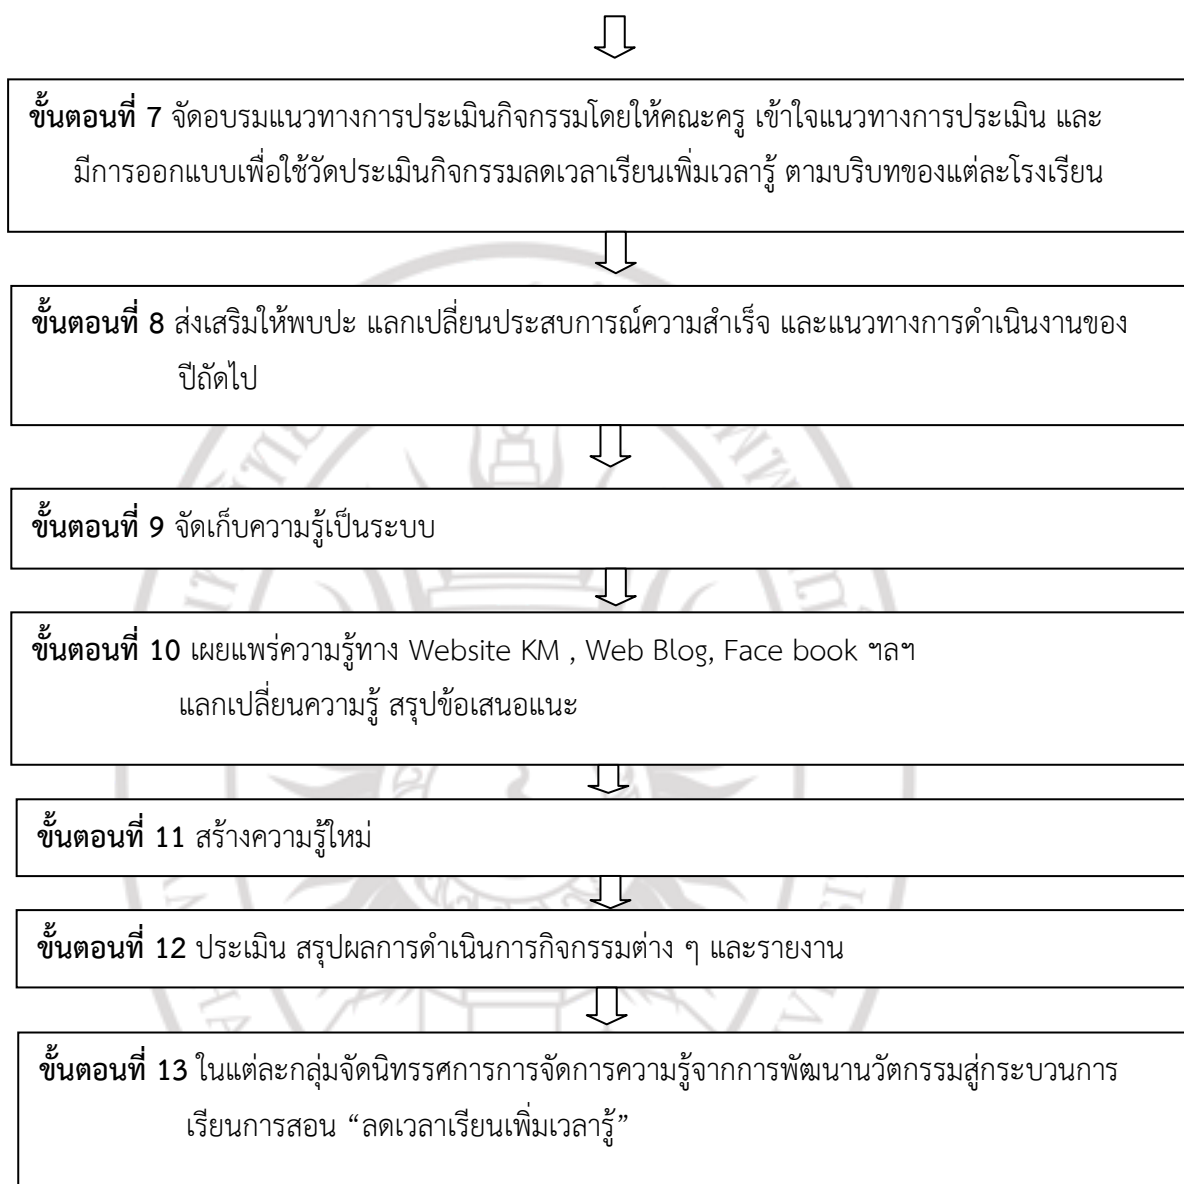 ขั้นตอนที่ 7 จัดอบรมแนวทางการประเมินกิจกรรมโดยให้คณะครู เข้าใจแนวทางการประเมิน และ
มีการออกแบบเพื่อใช้วัดประเมินกิจกรรมลดเวลาเรียนเพิ่มเวลารู้ ตามบริบทของแต่ละโรงเรียน
ขั้นตอนที่ 8 ส่งเสริมให้พบปะ แลกเปลี่ยนประสบการณ์ความสำเร็จ และแนวทางการดำเนินงานของ
ปีถัดไป
ขั้นตอนที่ 9 จัดเก็บความรู้เป็นระบบ
ขั้นตอนที่ 10 เผยแพร่ความรู้ทาง Website KM , Web Blog, Face book ฯลฯ
แลกเปลี่ยนความรู้ สรุปข้อเสนอแนะ
ขั้นตอนที่ 11 สร้างความรู้ใหม่
ขั้นตอนที่ 12 ประเมิน สรุปผลการดำเนินการกิจกรรมต่าง ๆ และรายงาน
ขั้นตอนที่ 13 ในแต่ละกลุ่มจัดนิทรรศการการจัดการความรู้จากการพัฒนานวัตกรรมสู่กระบวนการ
เรียนการสอน “ลดเวลาเรียนเพิ่มเวลารู้”